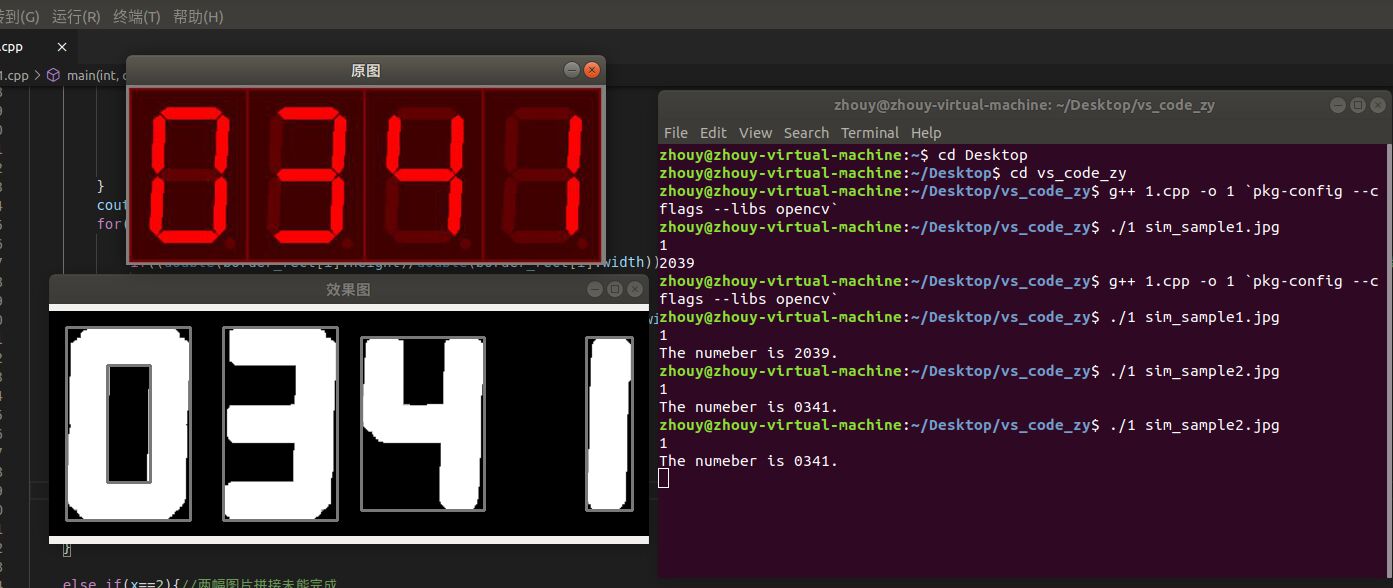 运行(R) 终端(T) 帮助(H)
.cpp ×
1.cpp > main(int,
原图
0341
}
cout
for(
效果图
0341
}
else if(x==2){//两幅图片拼接未能完成
zhouy@zhouy-virtual-machine: ~/Desktop/vs_code_zy
File Edit View Search Terminal Help
zhouy@zhouy-virtual-machine:~$ cd Desktop
zhouy@zhouy-virtual-machine:~/Desktop$ cd vs_code_zy
zhouy@zhouy-virtual-machine:~/Desktop/vs_code_zy$ g++ 1.cpp -o 1 `pkg-config --c
flags --libs opencv`
zhouy@zhouy-virtual-machine:~/Desktop/vs_code_zy$ ./1 sim_sample1.jpg
1
2039
zhouy@zhouy-virtual-machine:~/Desktop/vs_code_zy$ g++ 1.cpp -o 1 `pkg-config --c
flags --libs opencv`
zhouy@zhouy-virtual-machine:~/Desktop/vs_code_zy$ ./1 sim_sample1.jpg
1
The numeber is 2039.
zhouy@zhouy-virtual-machine:~/Desktop/vs_code_zy$ ./1 sim_sample2.jpg
1
The numeber is 0341.
zhouy@zhouy-virtual-machine:~/Desktop/vs_code_zy$ ./1 sim_sample2.jpg
1
The numeber is 0341.